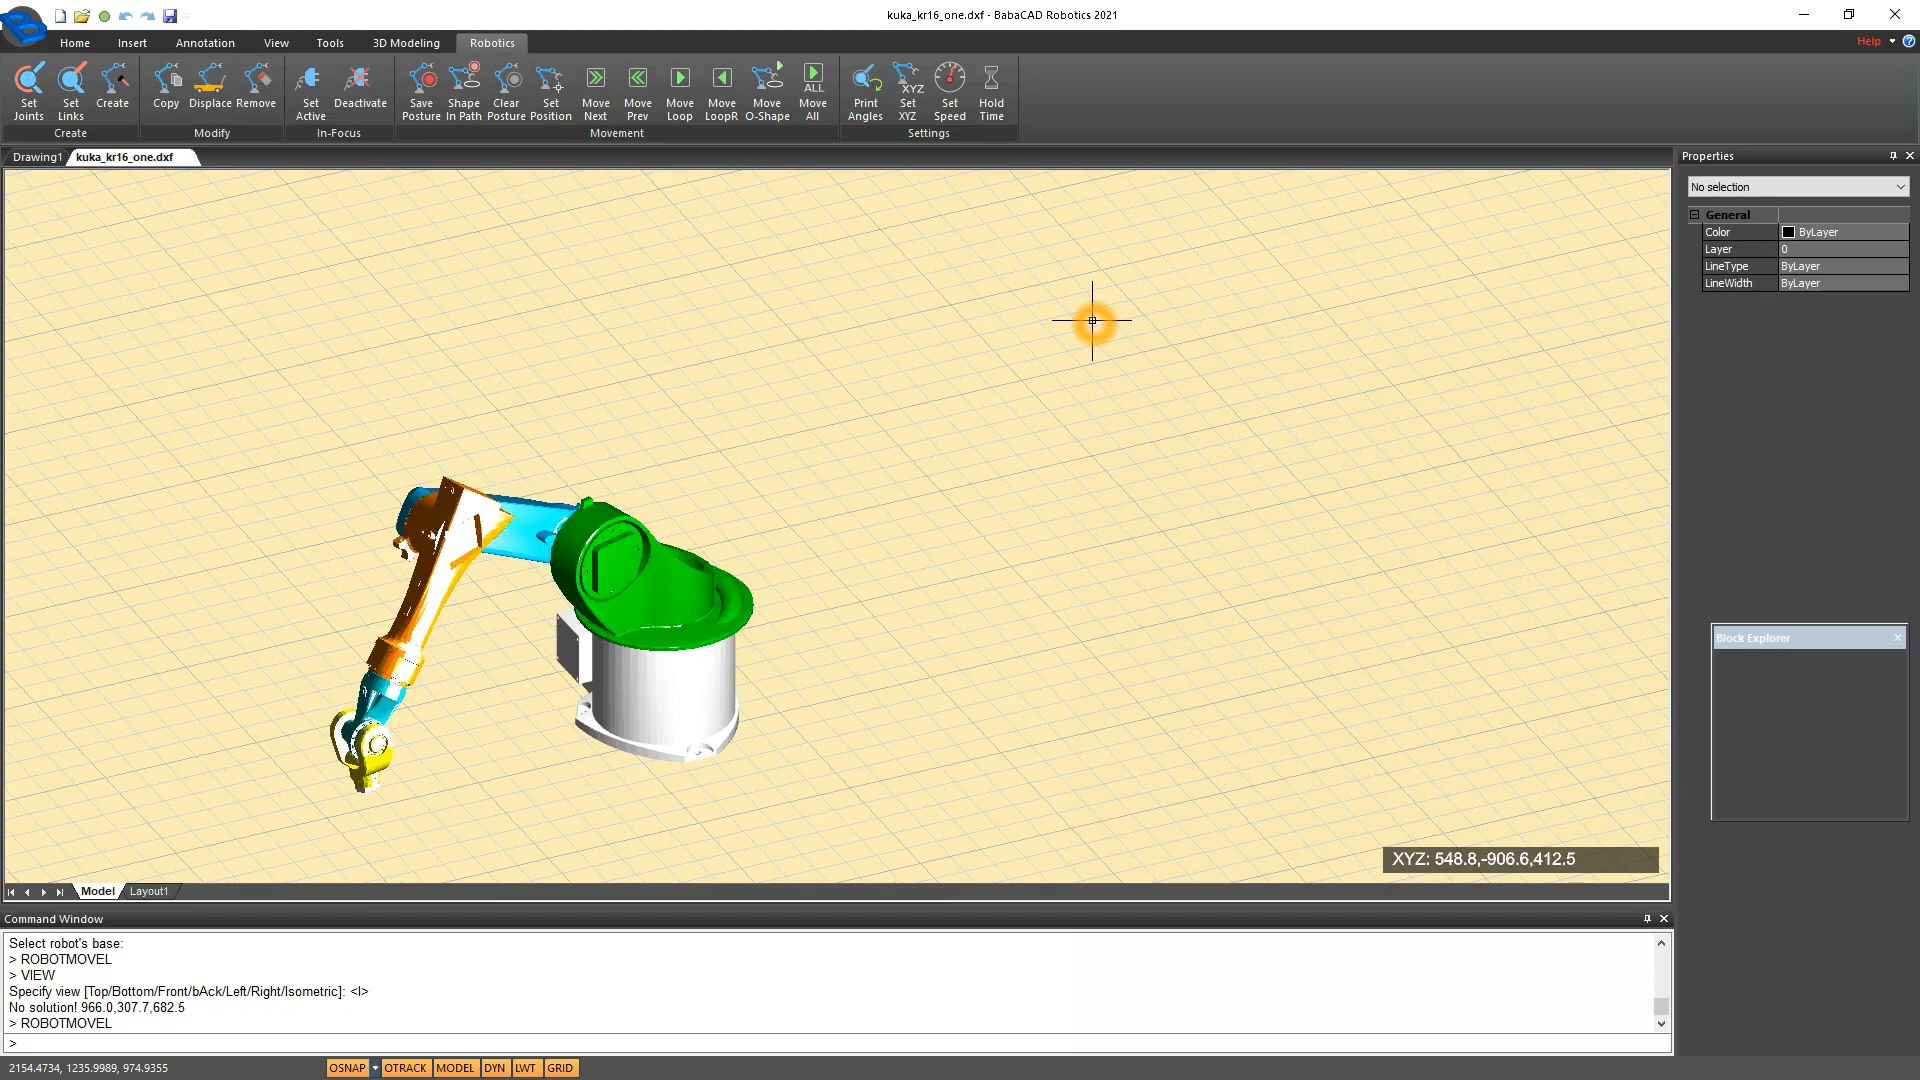 kuka_kr16_one.dxf - BabaCAD Robotics 2021
Home Insert Annotation View Tools 3D Modeling Robotics Help
Set Joints Set Links Create Copy Displace Remove Set Active Deactivate Save Posture Shape In Path Clear Posture Set Position Move Next Move Prev Move Loop Move LoopR Move O-Shape ALL Move All Print Angles XYZ Set XYZ Set Speed Hold Time
Create Modify In-Focus Movement Settings
Drawing1 kuka_kr16_one.dxf
Properties
No selection
General
Color ByLayer
Layer 0
LineType ByLayer
LineWidth ByLayer
Block Explorer
XYZ: 548.8,-906.6,412.5
Model Layout1
Command Window
Select robot's base:
> ROBOTMOVEL
> VIEW
Specify view [Top/Bottom/Front/bAck/Left/Right/Isometric]: <I>
No solution! 966.0,307.7,682.5
> ROBOTMOVEL
>
2154.4734, 1235.9989, 974.9355 OSNAP OTRACK MODEL DYN LWT GRID